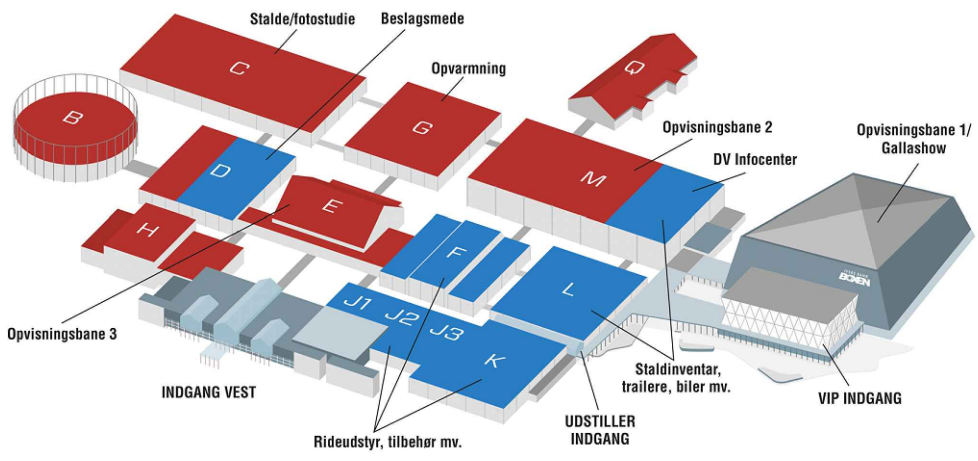 Stalde/fotostudie
Beslagsmede
C
Q
Opvarmning
B
G
Opvisningsbane 2
Opvisningsbane 1/
Gallashow
DV Infocenter
D
M
E
H
F
BOXEN
L
J1
J2
J3
Opvisningsbane 3
K
Staldinventar,
trailere, biler mv.
INDGANG VEST
VIP INDGANG
UDSTILLER
INDGANG
Rideudstyr, tilbehør mv.